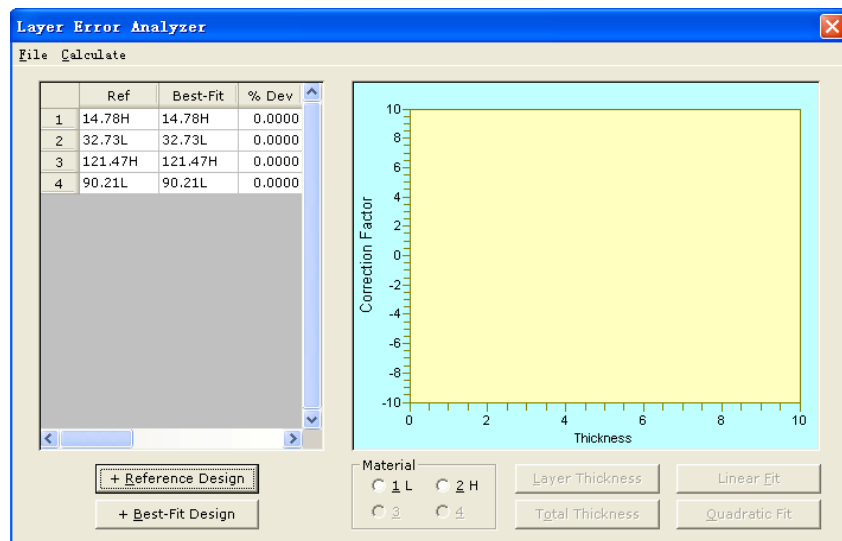 Layer Error Analyzer
File Calculate
Ref Best-Fit % Dev
1 14.78H 14.78H 0.0000
2 32.73L 32.73L 0.0000
3 121.47H 121.47H 0.0000
4 90.21L 90.21L 0.0000
Correction Factor
10
8
6
4
2
0
-2
-4
-6
-8
-10
0 2 4 6 8 10
Thickness
+ Reference Design
+ Best-Fit Design
Material
1 L 2 H
3 4
Layer Thickness Linear Fit
Total Thickness Quadratic Fit